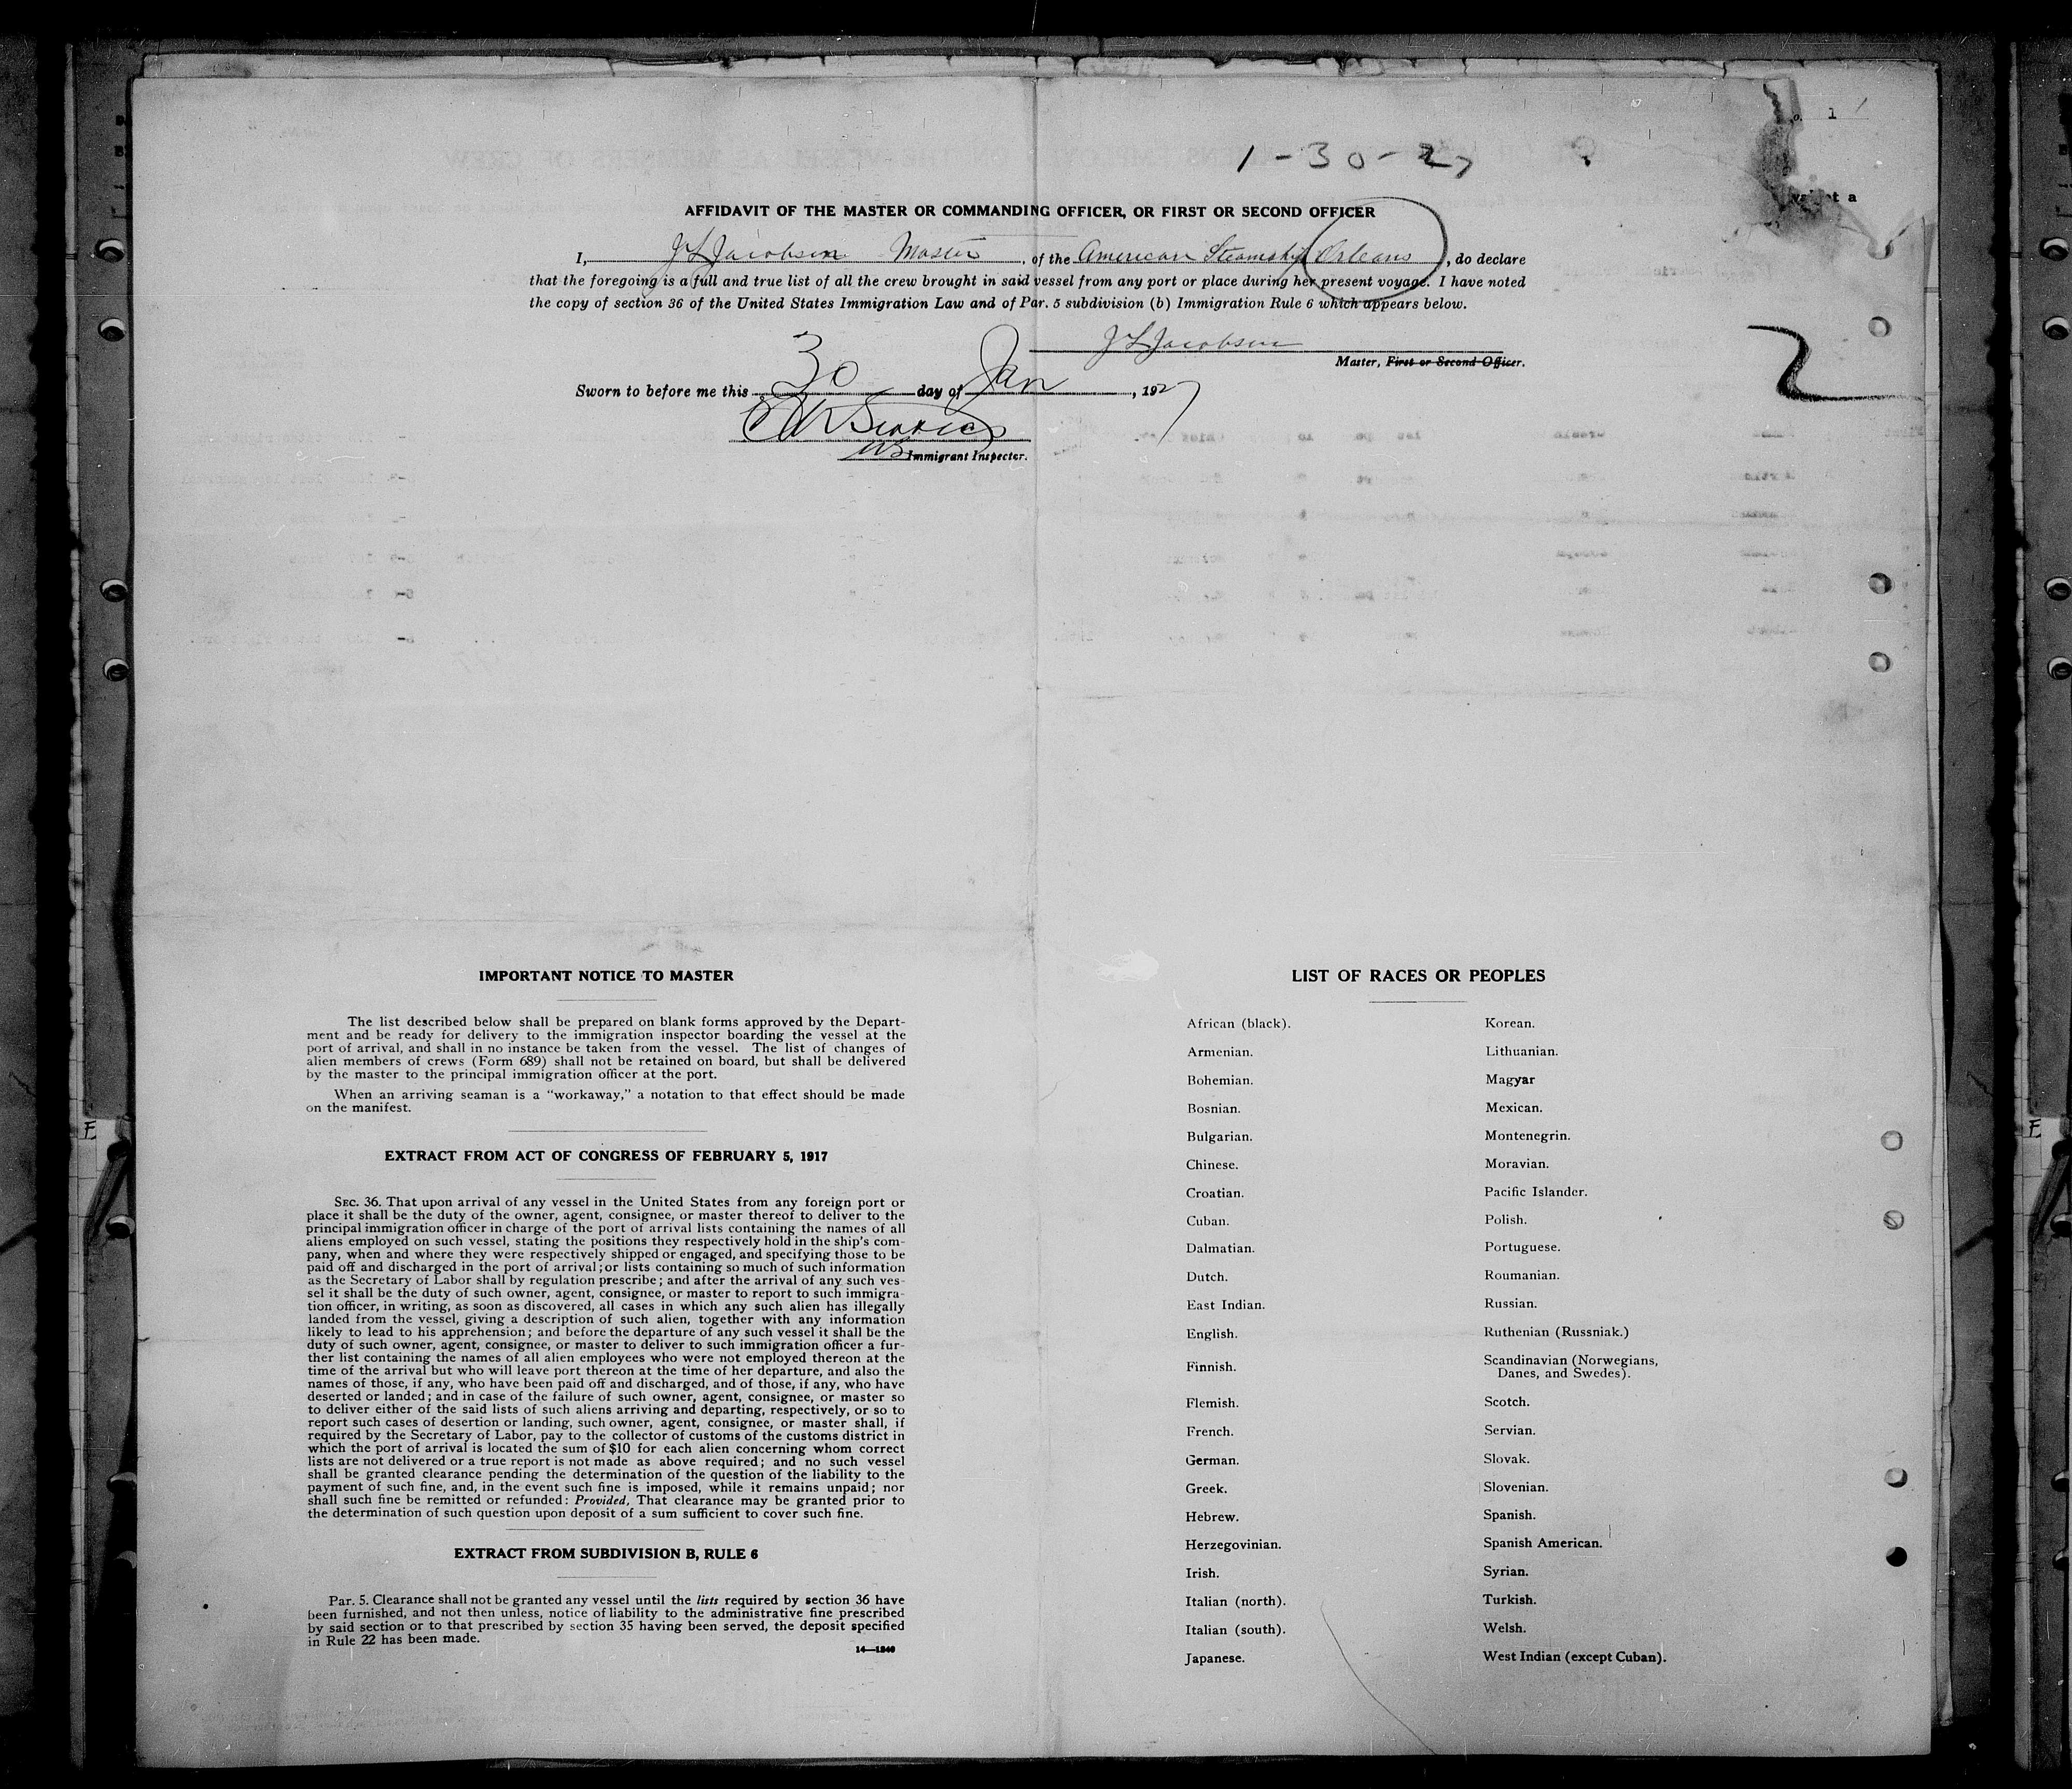 1
1-30-27
AFFIDAVIT OF THE MASTER OR COMMANDING OFFICER, OR FIRST OR SECOND OFFICER
I, J L Jacobsen Master, of the American Steamship Orleans, do declare
that the foregoing is a full and true list of all the crew brought in said vessel from any port or place during her present voyage. I have noted
the copy of section 36 of the United States Immigration Law and of Par. 5 subdivision (b) Immigration Rule 6 which appears below.
J L Jacobsen
Master, First or Second Officer.
2
Sworn to before me this 30 day of Jan, 1927
Immigrant Inspector.
IMPORTANT NOTICE TO MASTER
The list described below shall be prepared on blank forms approved by the Depart-
ment and be ready for delivery to the immigration inspector boarding the vessel at the
port of arrival, and shall in no instance be taken from the vessel. The list of changes of
alien members of crews (Form 689) shall not be retained on board, but shall be delivered
by the master to the principal immigration officer at the port.
When an arriving seaman is a "workaway," a notation to that effect should be made
on the manifest.
EXTRACT FROM ACT OF CONGRESS OF FEBRUARY 5, 1917
SEC. 36. That upon arrival of any vessel in the United States from any foreign port or
place it shall be the duty of the owner, agent, consignee, or master thereof to deliver to the
principal immigration officer in charge of the port of arrival lists containing the names of all
aliens employed on such vessel, stating the positions they respectively hold in the ship's com-
pany, when and where they were respectively shipped or engaged, and specifying those to be
paid off and discharged in the port of arrival; or lists containing so much of such information
as the Secretary of Labor shall by regulation prescribe; and after the arrival of any such ves-
sel it shall be the duty of such owner, agent, consignee, or master to report to such immigra-
tion officer, in writing, as soon as discovered, all cases in which any such alien has illegally
landed from the vessel, giving a description of such alien, together with any information
likely to lead to his apprehension; and before the departure of any such vessel it shall be the
duty of such owner, agent, consignee, or master to deliver to such immigration officer a fur-
ther list containing the names of all alien employees who were not employed thereon at the
time of the arrival but who will leave port thereon at the time of her departure, and also the
names of those, if any, who have been paid off and discharged, and of those, if any, who have
deserted or landed; and in case of the failure of such owner, agent, consignee, or master so
to deliver either of the said lists of such aliens arriving and departing, respectively, or so to
report such cases of desertion or landing, such owner, agent, consignee, or master shall, if
required by the Secretary of Labor, pay to the collector of customs of the customs district in
which the port of arrival is located the sum of $10 for each alien concerning whom correct
lists are not delivered or a true report is not made as above required; and no such vessel
shall be granted clearance pending the determination of the question of the liability to the
payment of such fine, and, in the event such fine is imposed, while it remains unpaid; nor
shall such fine be remitted or refunded: Provided, That clearance may be granted prior to
the determination of such question upon deposit of a sum sufficient to cover such fine.
EXTRACT FROM SUBDIVISION B, RULE 6
Par. 5. Clearance shall not be granted any vessel until the lists required by section 36 have
been furnished, and not then unless, notice of liability to the administrative fine prescribed
by said section or to that prescribed by section 35 having been served, the deposit specified
in Rule 22 has been made.
LIST OF RACES OR PEOPLES
African (black).
Armenian.
Bohemian.
Bosnian.
Bulgarian.
Chinese.
Croatian.
Cuban.
Dalmatian.
Dutch.
East Indian.
English.
Finnish.
Flemish.
French.
German.
Greek.
Hebrew.
Herzegovinian.
Irish.
Italian (north).
Italian (south).
Japanese.
Korean.
Lithuanian.
Magyar
Mexican.
Montenegrin.
Moravian.
Pacific Islander.
Polish.
Portuguese.
Roumanian.
Russian.
Ruthenian (Russniak.)
Scandinavian (Norwegians,
Danes, and Swedes).
Scotch.
Servian.
Slovak.
Slovenian.
Spanish.
Spanish American.
Syrian.
Turkish.
Welsh.
West Indian (except Cuban).